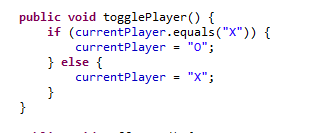 public void togglePlayer() {
    if (currentPlayer.equals("X")) {
        currentPlayer = "O";
    } else {
        currentPlayer = "X";
    }
}